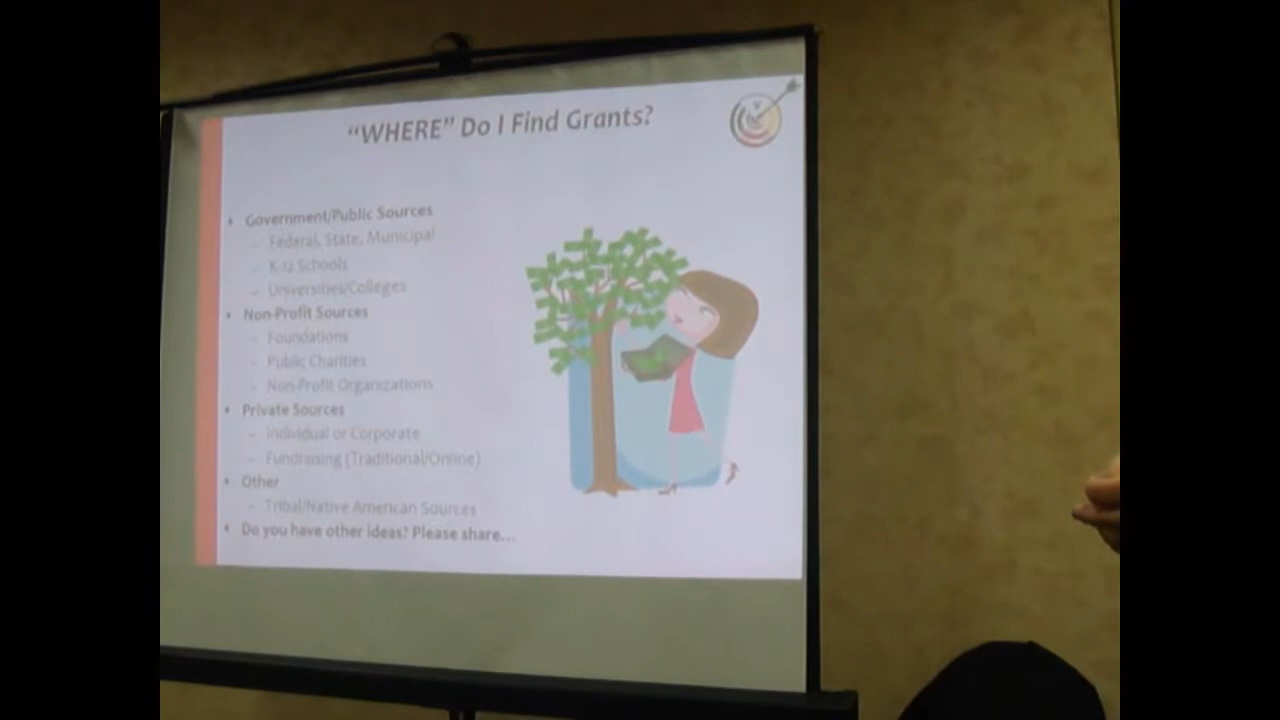 “WHERE” Do I Find Grants?
• Government/Public Sources
– Federal, State, Municipal
– K-12 Schools
– Universities/Colleges
• Non-Profit Sources
– Foundations
– Public Charities
– Non-Profit Organizations
• Private Sources
– Individual or Corporate
– Fundraising (Traditional/Online)
• Other
– Tribal/Native American Sources
• Do you have other ideas? Please share...